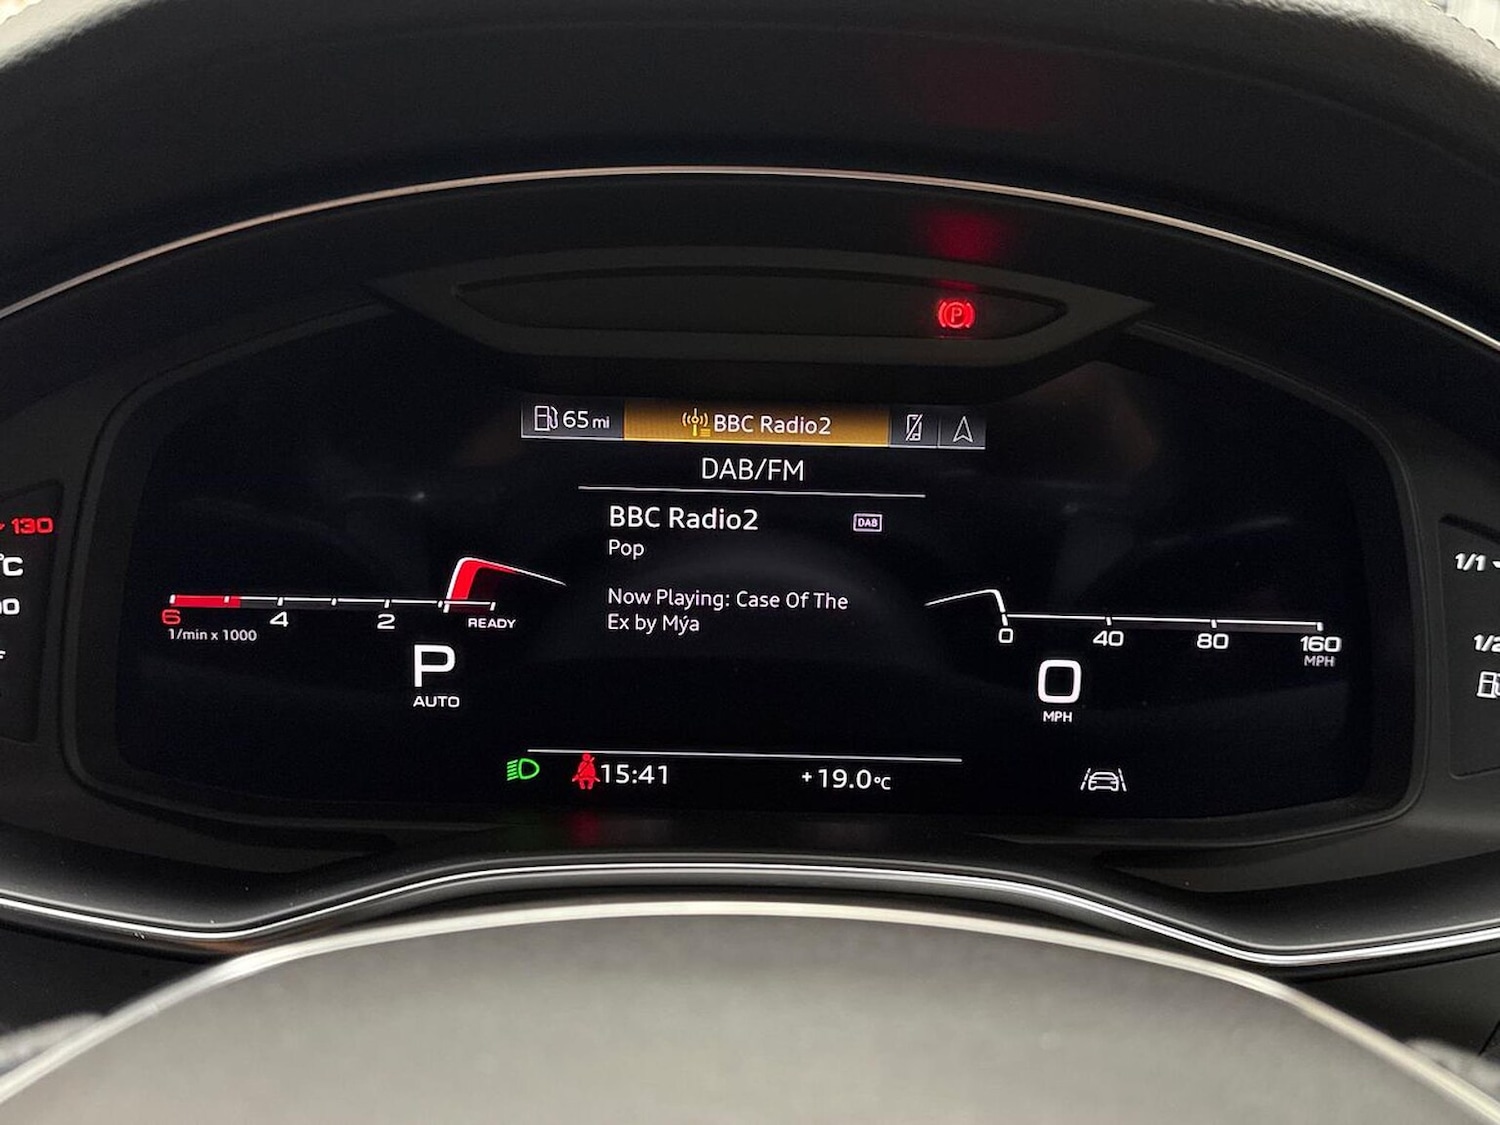 P
65 mi BBC Radio2
DAB/FM
BBC Radio2 DAB
Pop
Now Playing: Case Of The
Ex by Mýa
130
°C
6 4 2 READY
1/min x 1000
P
AUTO
0 40 80 160
MPH
0
MPH
1/1
1/2
15:41 +19.0°C